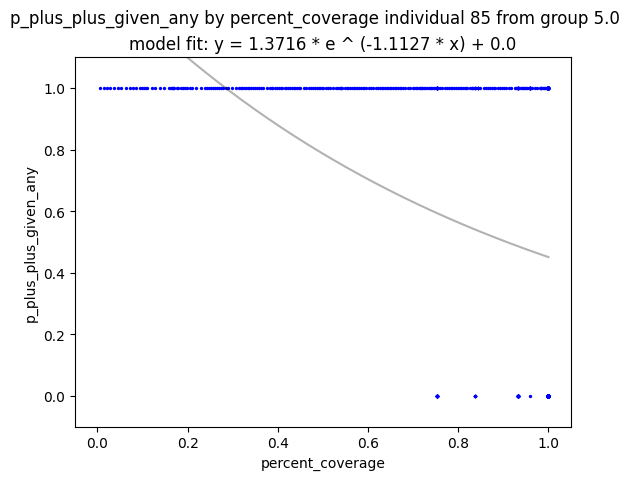 p_plus_plus_given_any by percent_coverage individual 85 from group 5.0
model fit: y = 1.3716 * e ^ (-1.1127 * x) + 0.0
1.0
0.8
0.6
0.4
0.2
0.0
p_plus_plus_given_any
0.0 0.2 0.4 0.6 0.8 1.0
percent_coverage